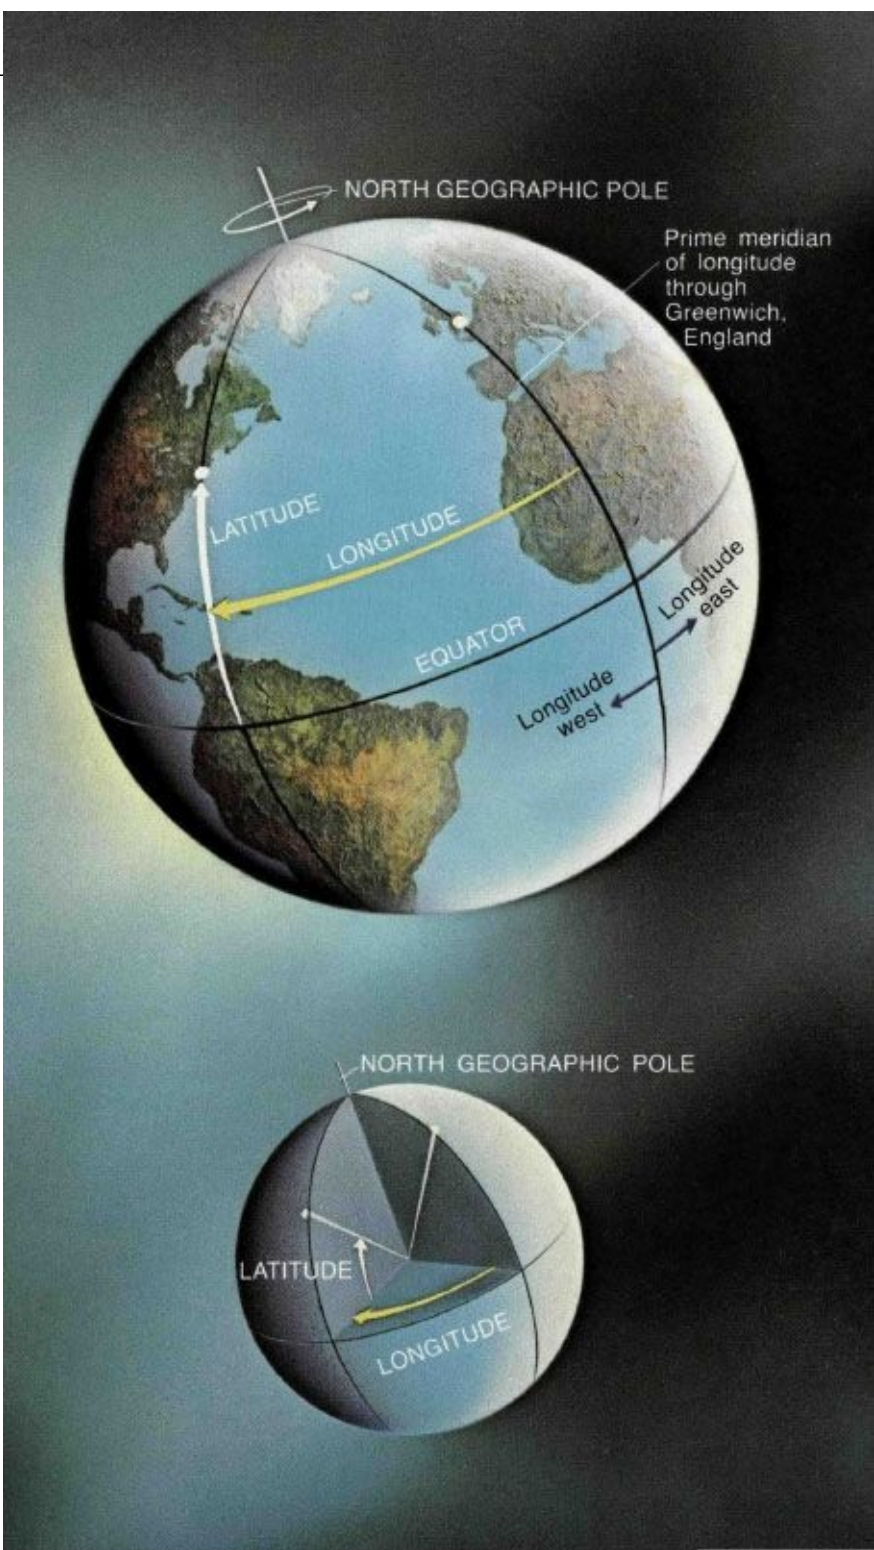 NORTH GEOGRAPHIC POLE
Prime meridian
of longitude
through
Greenwich,
England
LATITUDE
LONGITUDE
EQUATOR
Longitude
east
Longitude
west
NORTH GEOGRAPHIC POLE
LATITUDE
LONGITUDE